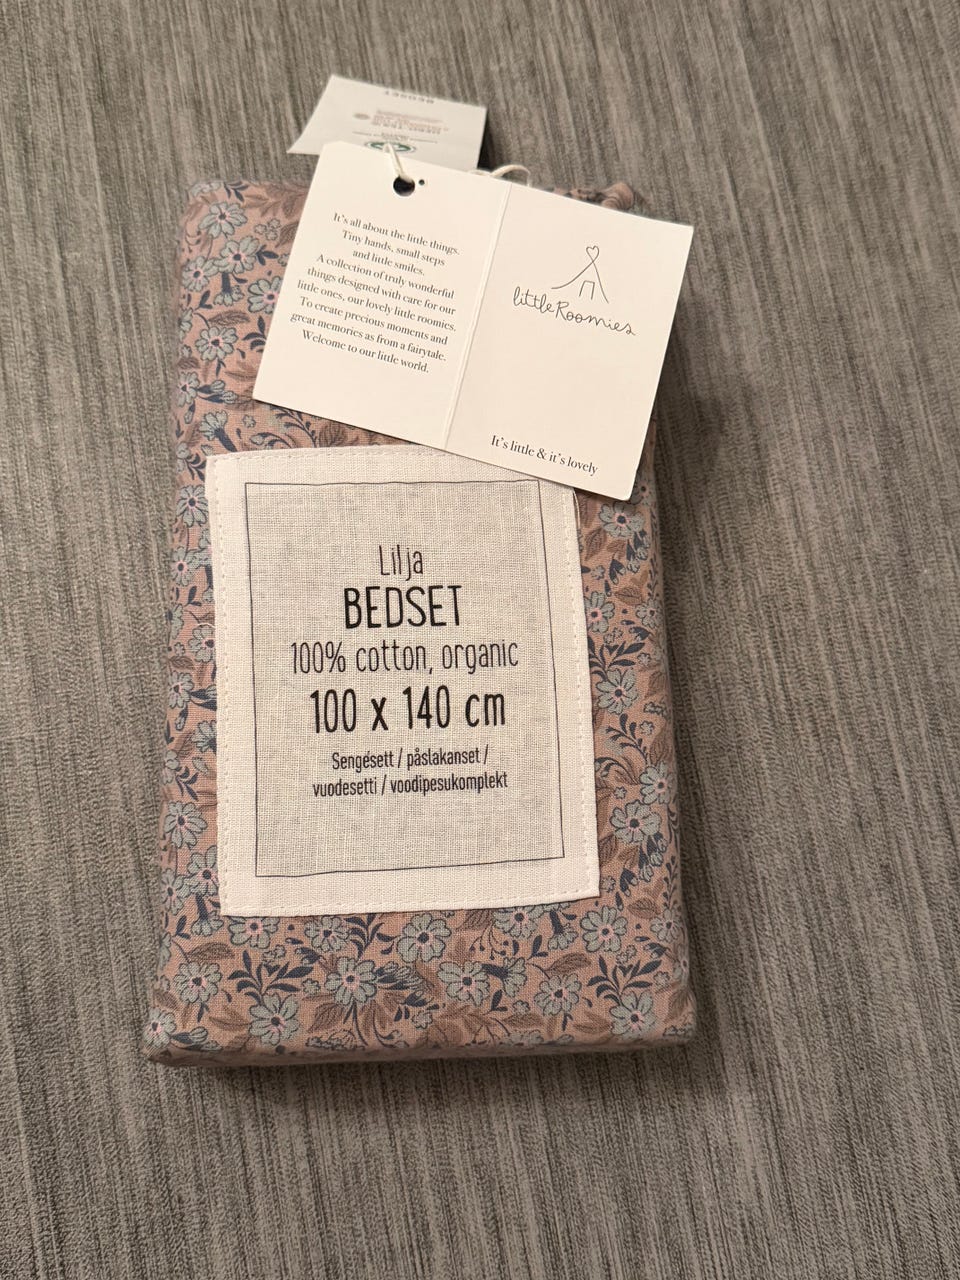 BEDSET
It's all about the little things.
Tiny hands, small steps
and little smiles.
A collection of truly wonderful
things designed with care for our
little ones, our lovely little roomies.
To create precious moments and
great memories as from a fairytale.
Welcome to our little world.
little Roomies
It's little & it's lovely
Lilja
BEDSET
100% cotton, organic
100 x 140 cm
Sengesett / påslakanset /
vuodesetti / voodipesukomplekt